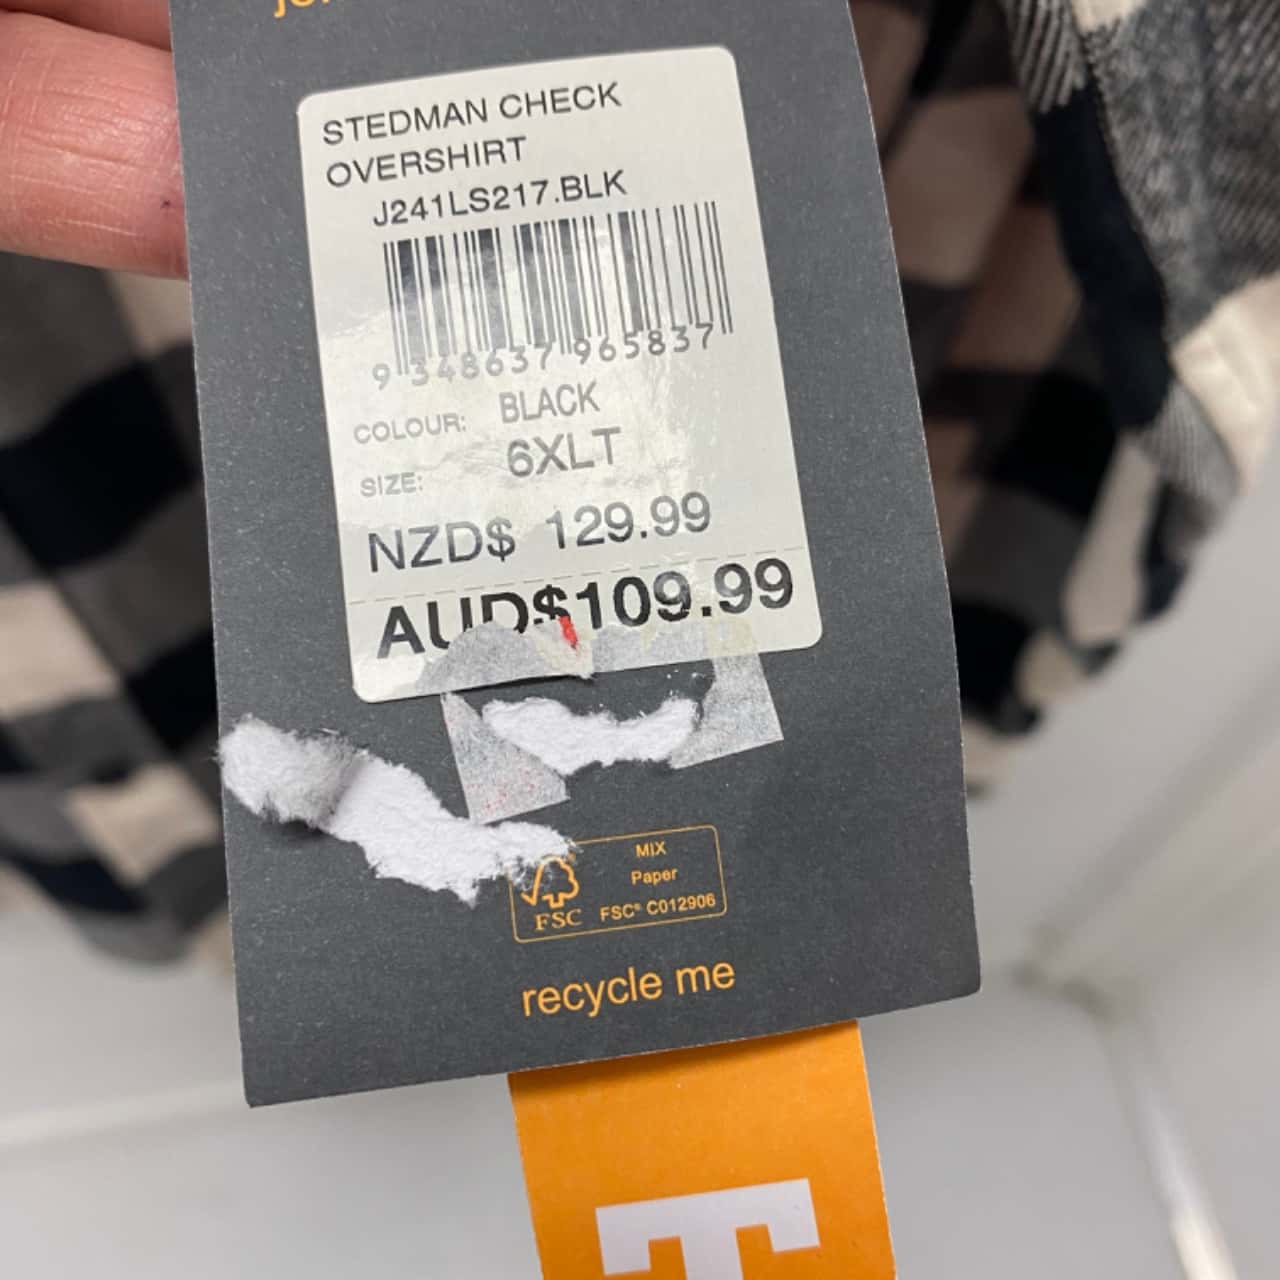 STEDMAN CHECK
OVERSHIRT
J241LS217.BLK
9 348637 965837
COLOUR: BLACK
SIZE: 6XLT
NZD$ 129.99
AUD$109.99
MIX
Paper
FSC FSC® C012906
recycle me
T